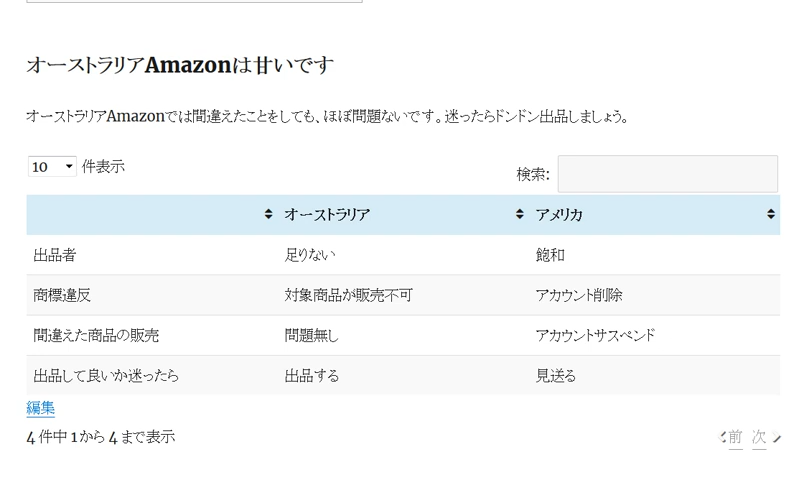 オーストラリアAmazonは甘いです
オーストラリアAmazonでは間違えたことをしても、ほぼ問題ないです。迷ったらドンドン出品しましょう。
10 件表示 検索:
オーストラリア アメリカ
出品者 足りない 飽和
商標違反 対象商品が販売不可 アカウント削除
間違えた商品の販売 問題無し アカウントサスペンド
出品して良いか迷ったら 出品する 見送る
編集
4 件中 1 から 4 まで表示 前 次